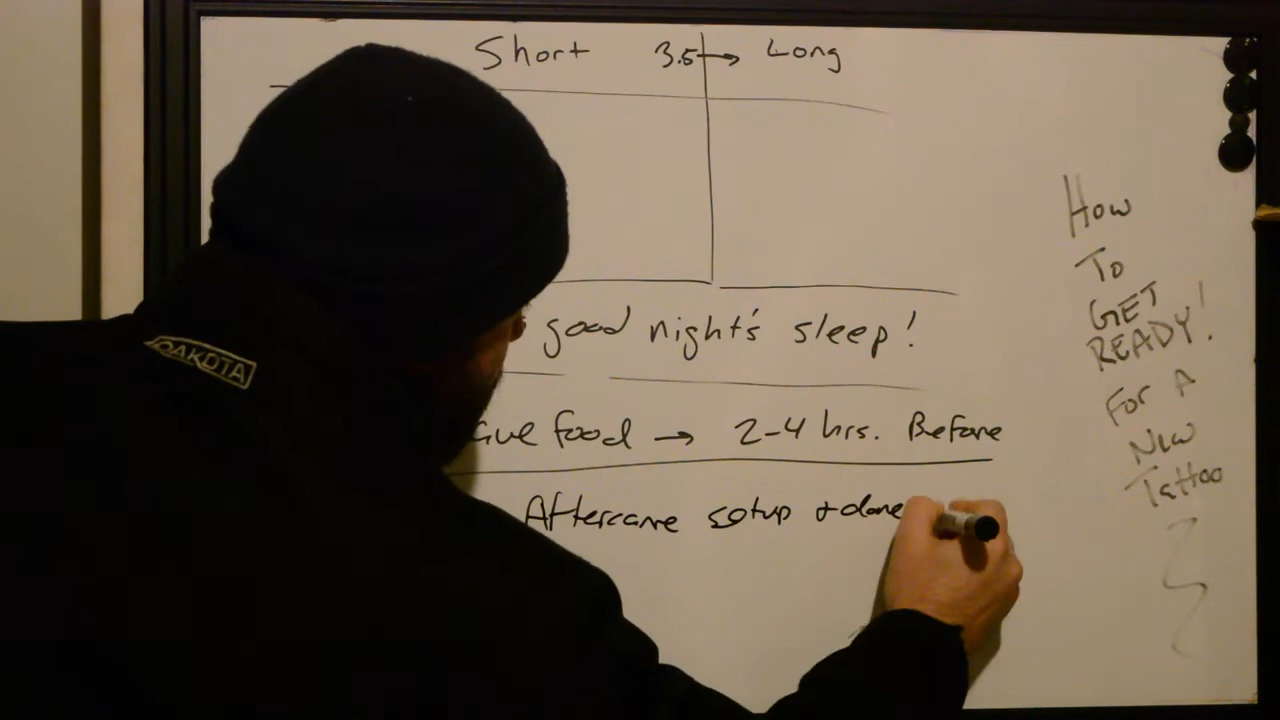 Short 3.5 → Long
good night's sleep!
food → 2-4 hrs. Before
Aftercare setup + done
How
To
GET
READY!
For A
New
Tattoo
DAKOTA